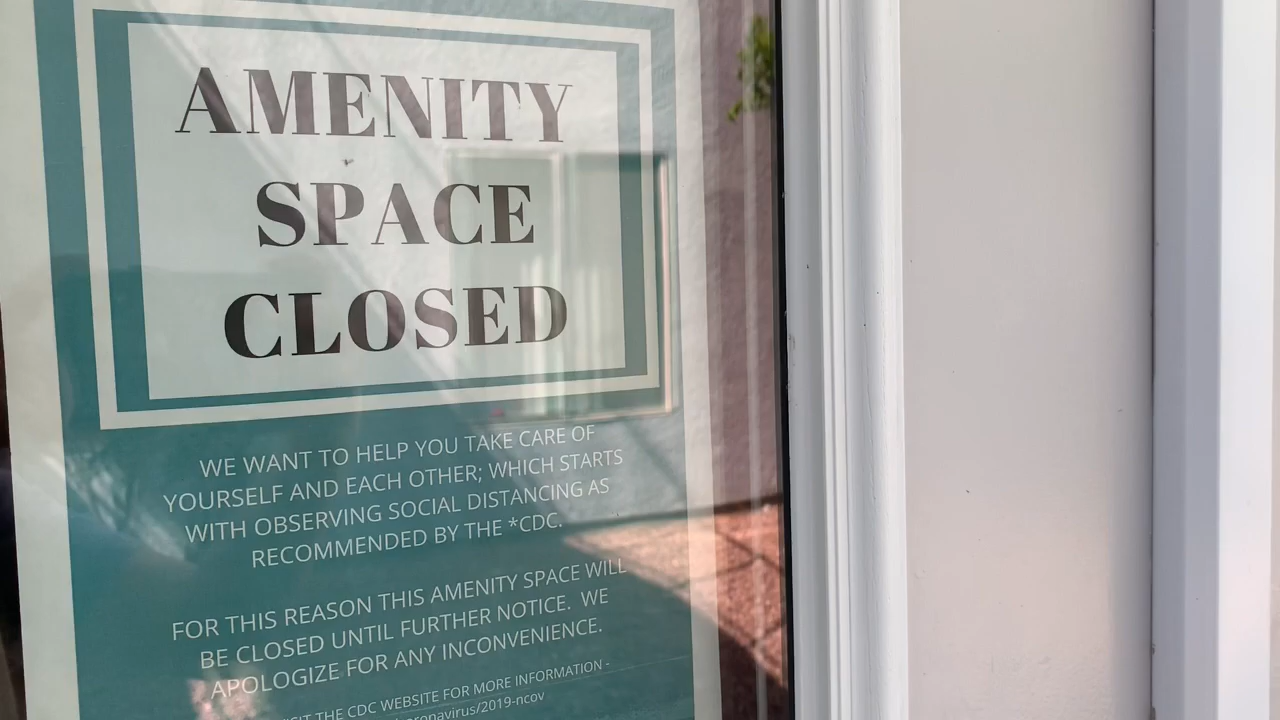 AMENITY
SPACE
CLOSED
WE WANT TO HELP YOU TAKE CARE OF
YOURSELF AND EACH OTHER; WHICH STARTS
WITH OBSERVING SOCIAL DISTANCING AS
RECOMMENDED BY THE *CDC.
FOR THIS REASON THIS AMENITY SPACE WILL
BE CLOSED UNTIL FURTHER NOTICE. WE
APOLOGIZE FOR ANY INCONVENIENCE.
THE CDC WEBSITE FOR MORE INFORMATION -
/2019-ncov